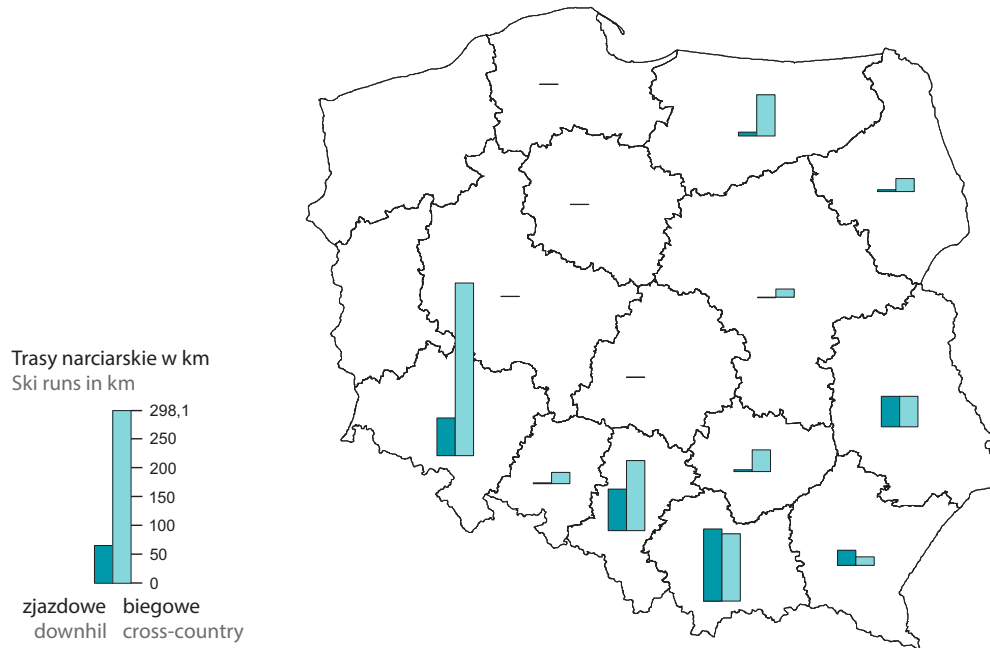 Trasy narciarskie w km
Ski runs in km
298,1
250
200
150
100
50
0
zjazdowe biegowe
downhil cross-country